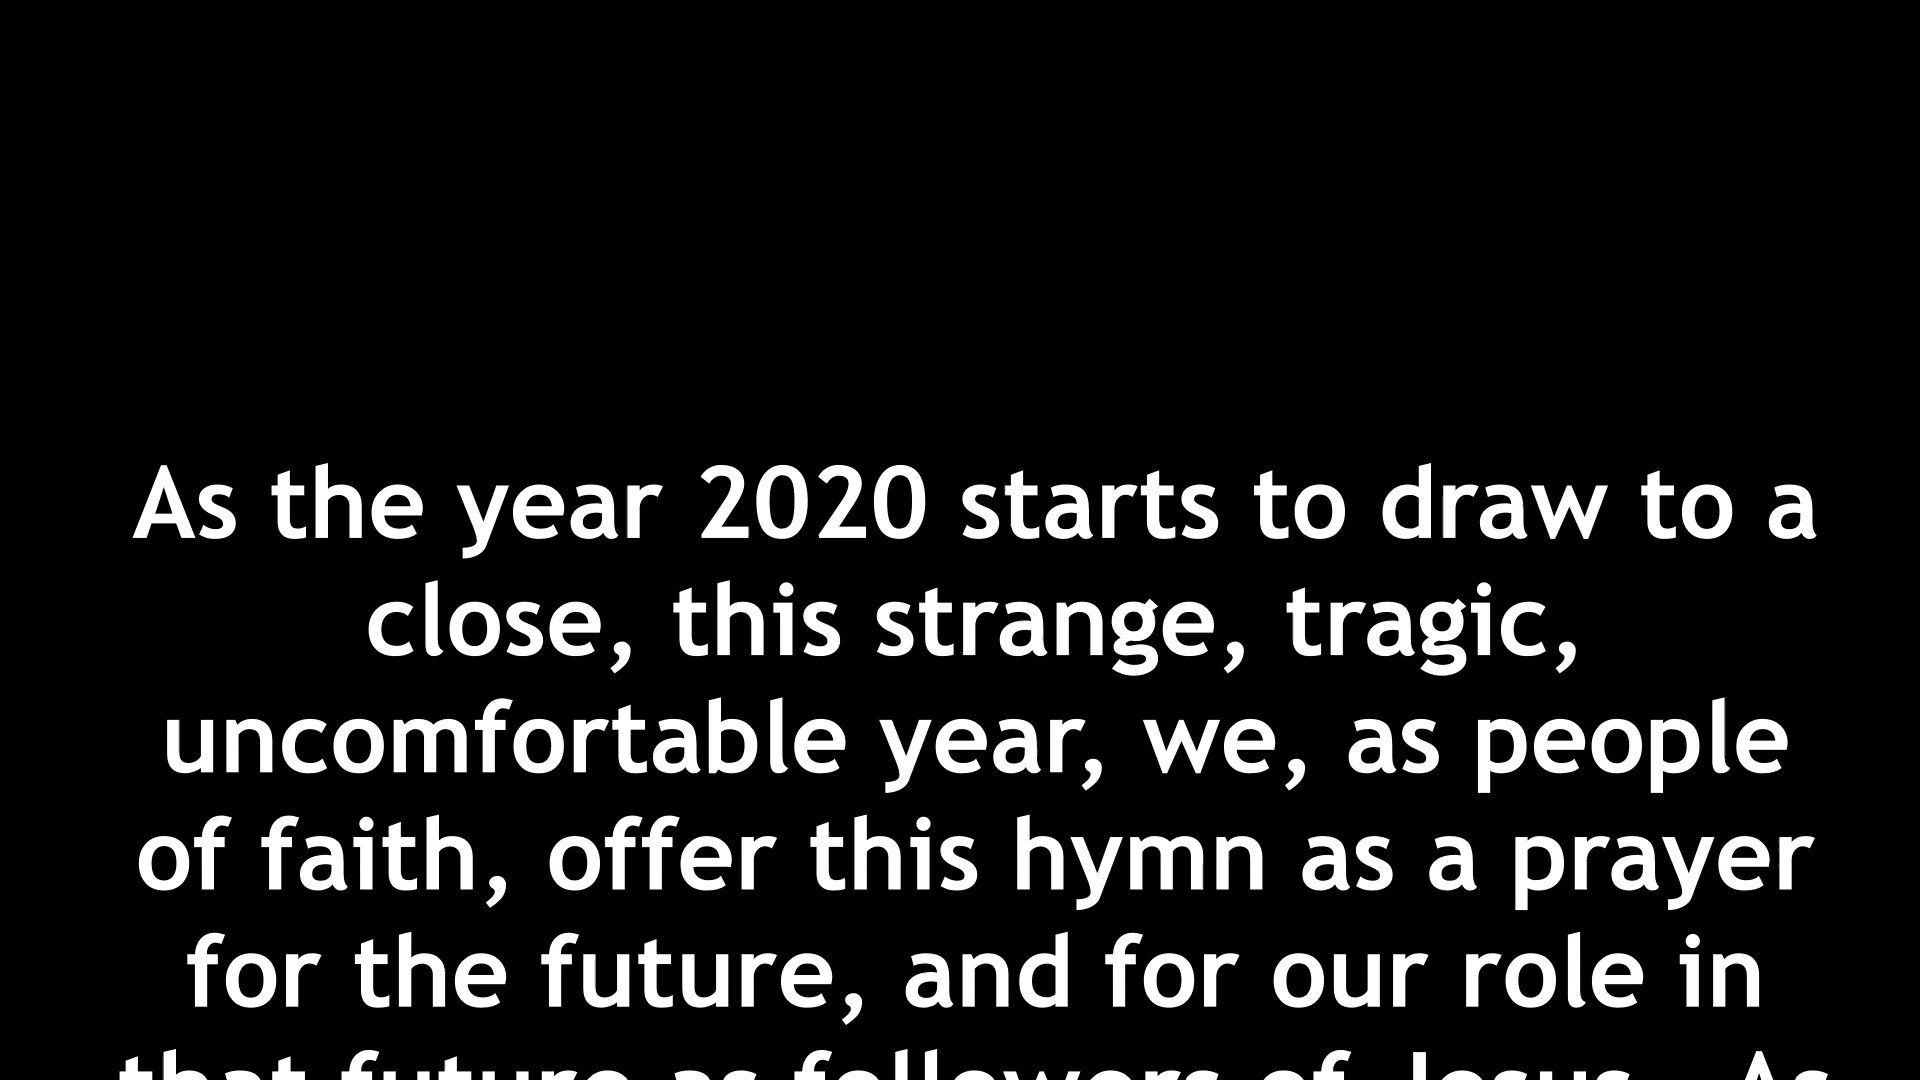 As the year 2020 starts to draw to a
close, this strange, tragic,
uncomfortable year, we, as people
of faith, offer this hymn as a prayer
for the future, and for our role in
that future as followers of Jesus. As